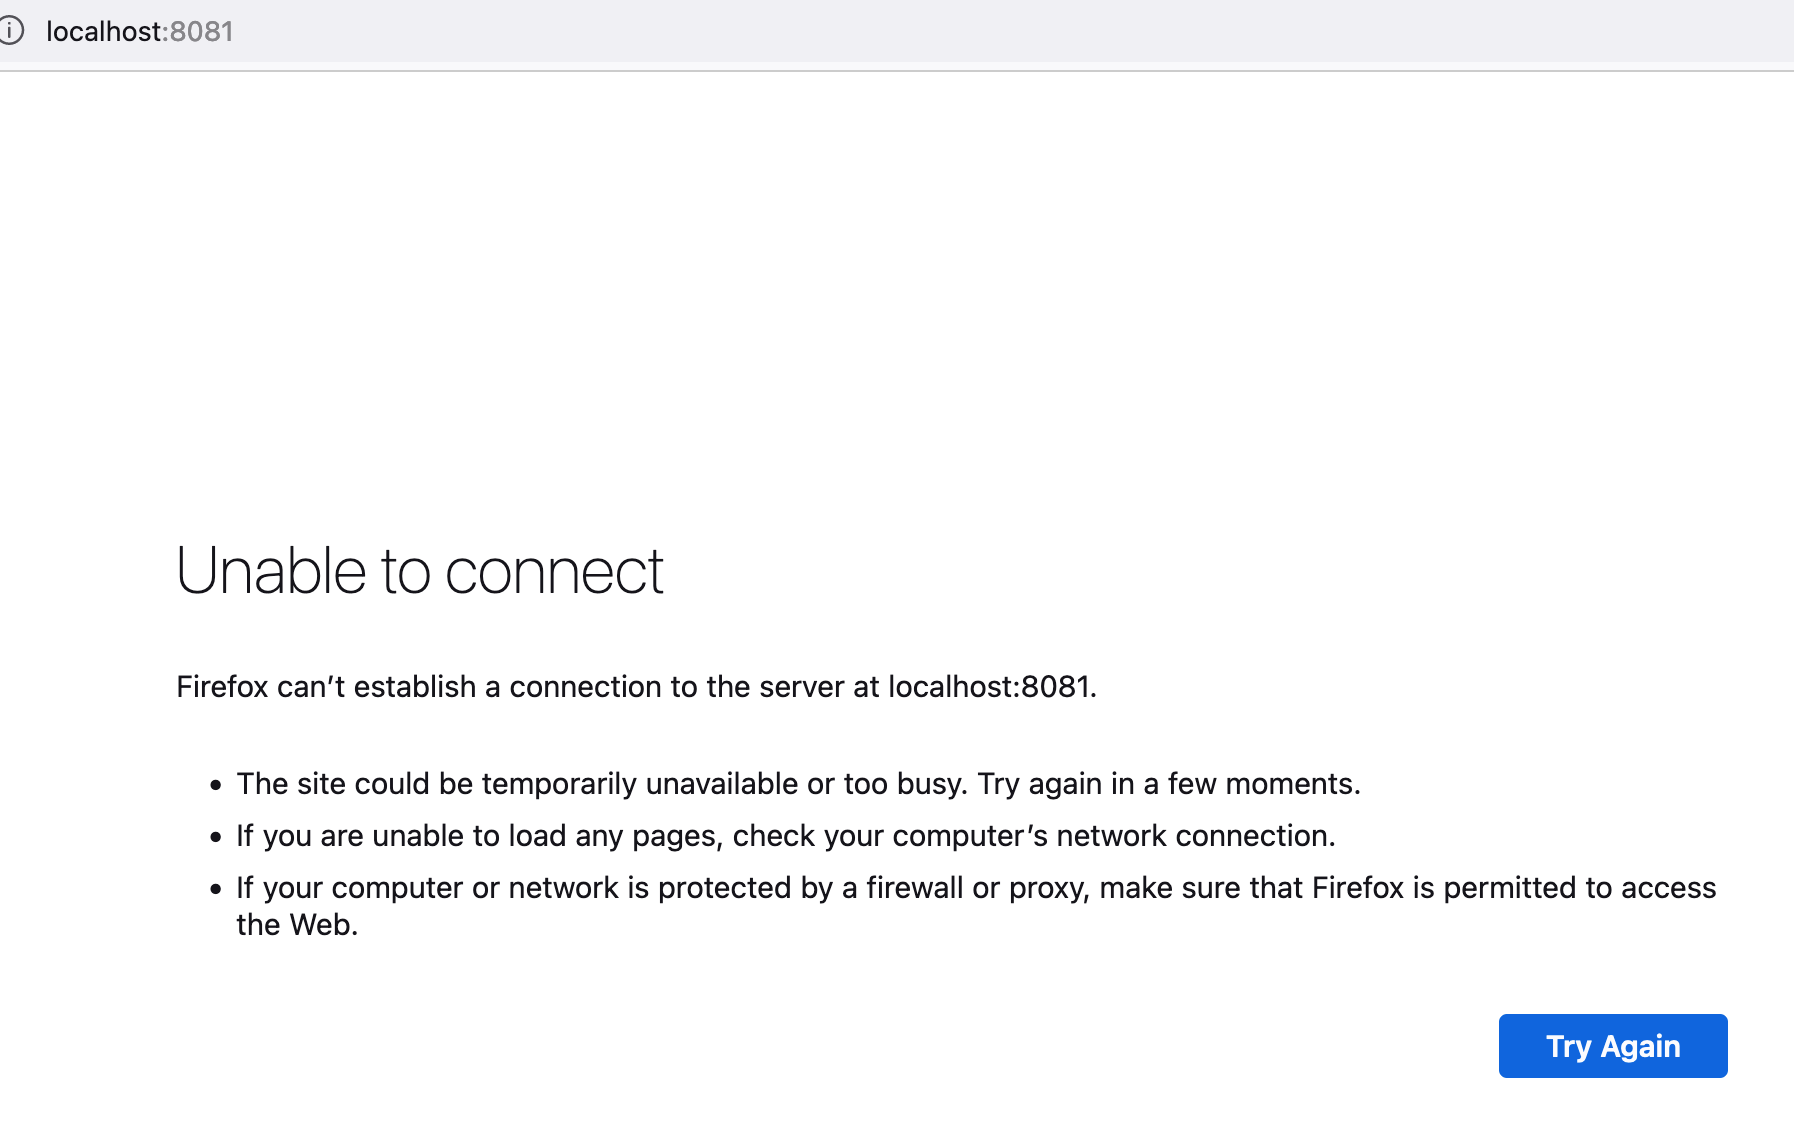 localhost:8081
Unable to connect
Firefox can’t establish a connection to the server at localhost:8081.
• The site could be temporarily unavailable or too busy. Try again in a few moments.
• If you are unable to load any pages, check your computer’s network connection.
• If your computer or network is protected by a firewall or proxy, make sure that Firefox is permitted to access
the Web.
Try Again